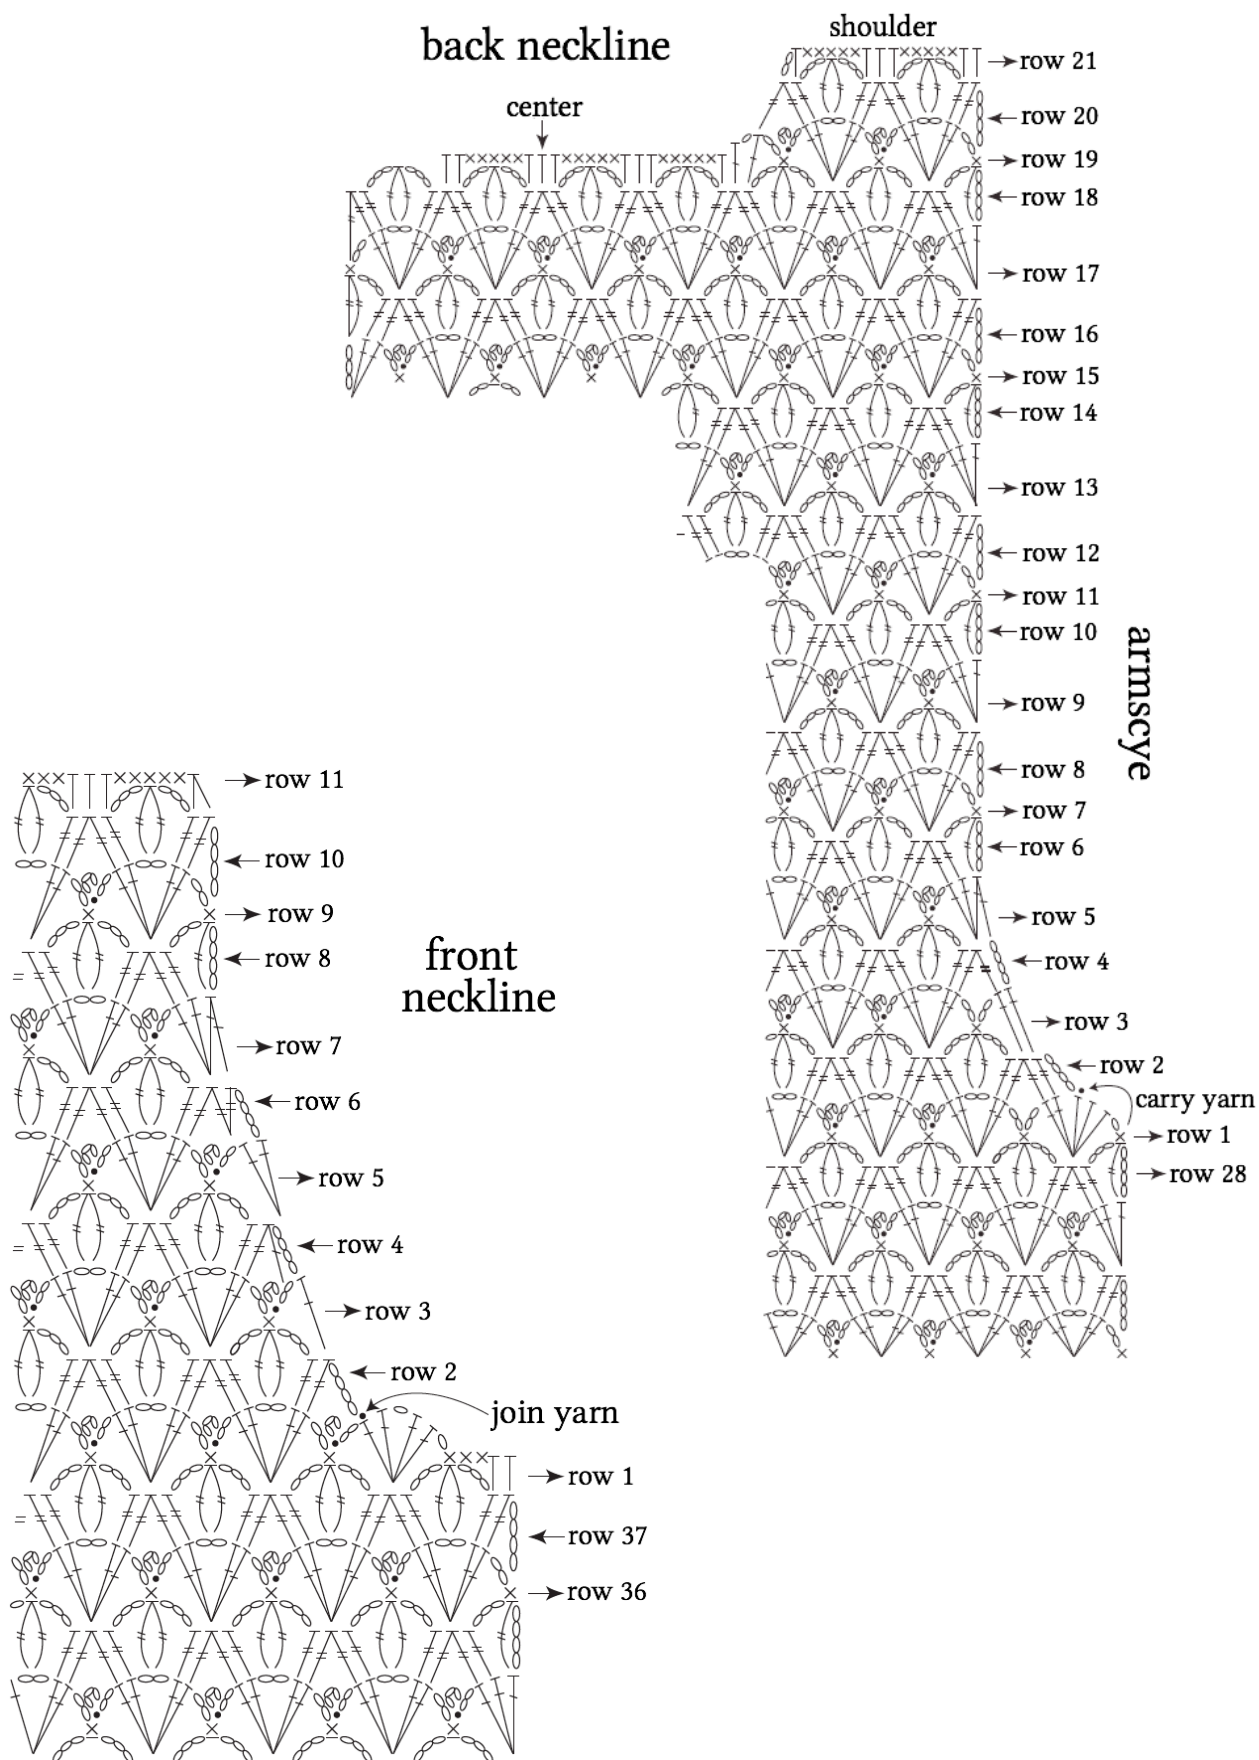 shoulder
back neckline
row 21
center
row 20
row 19
row 18
row 17
row 16
row 15
row 14
row 13
row 12
row 11
row 10
armscye
row 9
row 8
row 7
row 6
row 5
row 4
row 3
row 2
carry yarn
row 1
row 28
row 11
row 10
row 9
front
neckline
row 8
row 7
row 6
row 5
row 4
row 3
row 2
join yarn
row 1
row 37
row 36